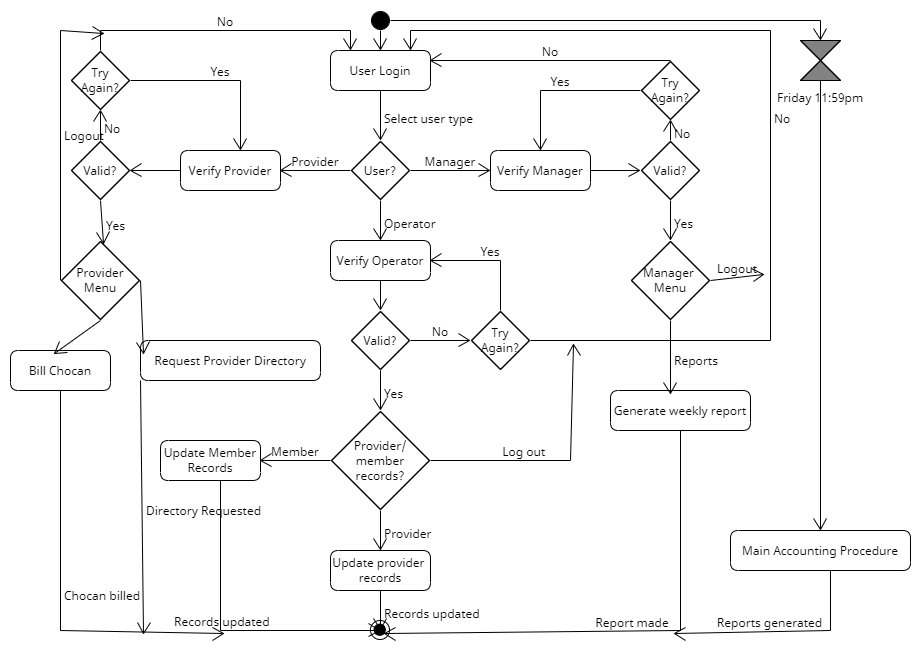 No
User Login
No
Try
Again?
Yes
Yes
Try
Again?
Friday 11:59pm
No
Select user type
Logout
No
No
Valid?
Verify Provider
Provider
User?
Manager
Verify Manager
Valid?
Yes
Operator
Yes
Provider
Menu
Verify Operator
Yes
Manager
Menu
Logout
Bill Chocan
Request Provider Directory
Valid?
No
Try
Again?
Reports
Yes
Generate weekly report
Update Member
Records
Member
Provider/
member
records?
Log out
Directory Requested
Provider
Main Accounting Procedure
Update provider
records
Chocan billed
Records updated
Records updated
Report made
Reports generated